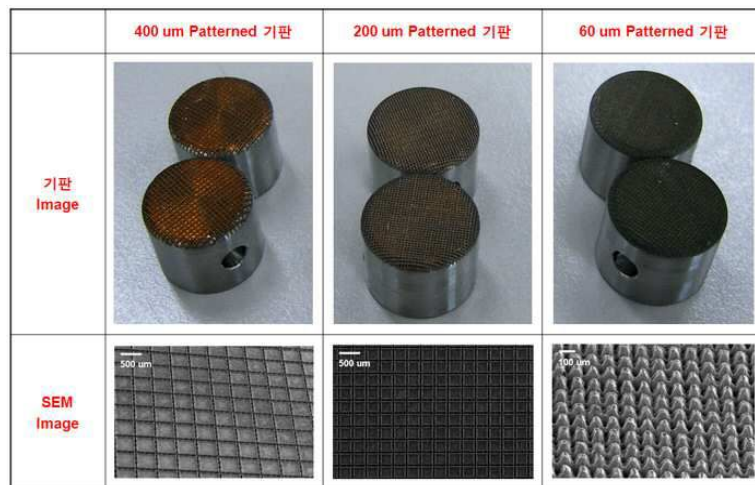 400 um Patterned 기판
200 um Patterned 기판
60 um Patterned 기판
기판
Image
SEM
Image
500 um
500 um
100 um